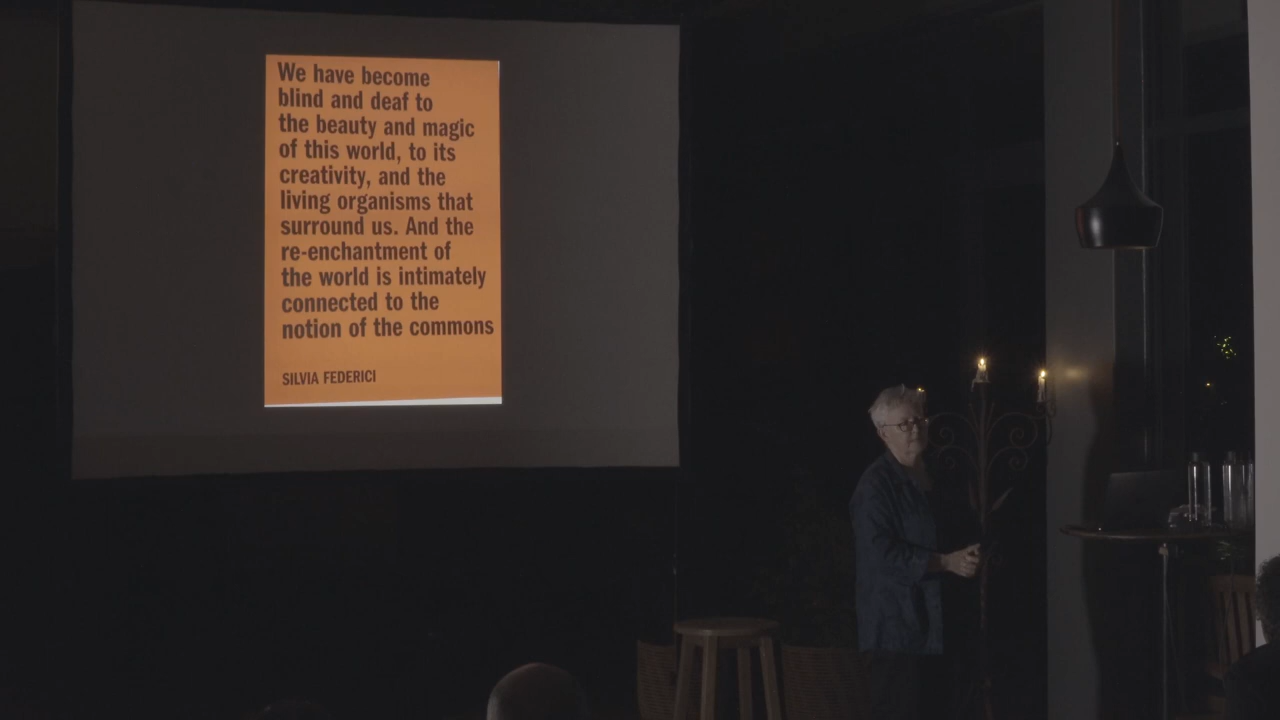 We have become
blind and deaf to
the beauty and magic
of this world, to its
creativity, and the
living organisms that
surround us. And the
re-enchantment of
the world is intimately
connected to the
notion of the commons
SILVIA FEDERICI